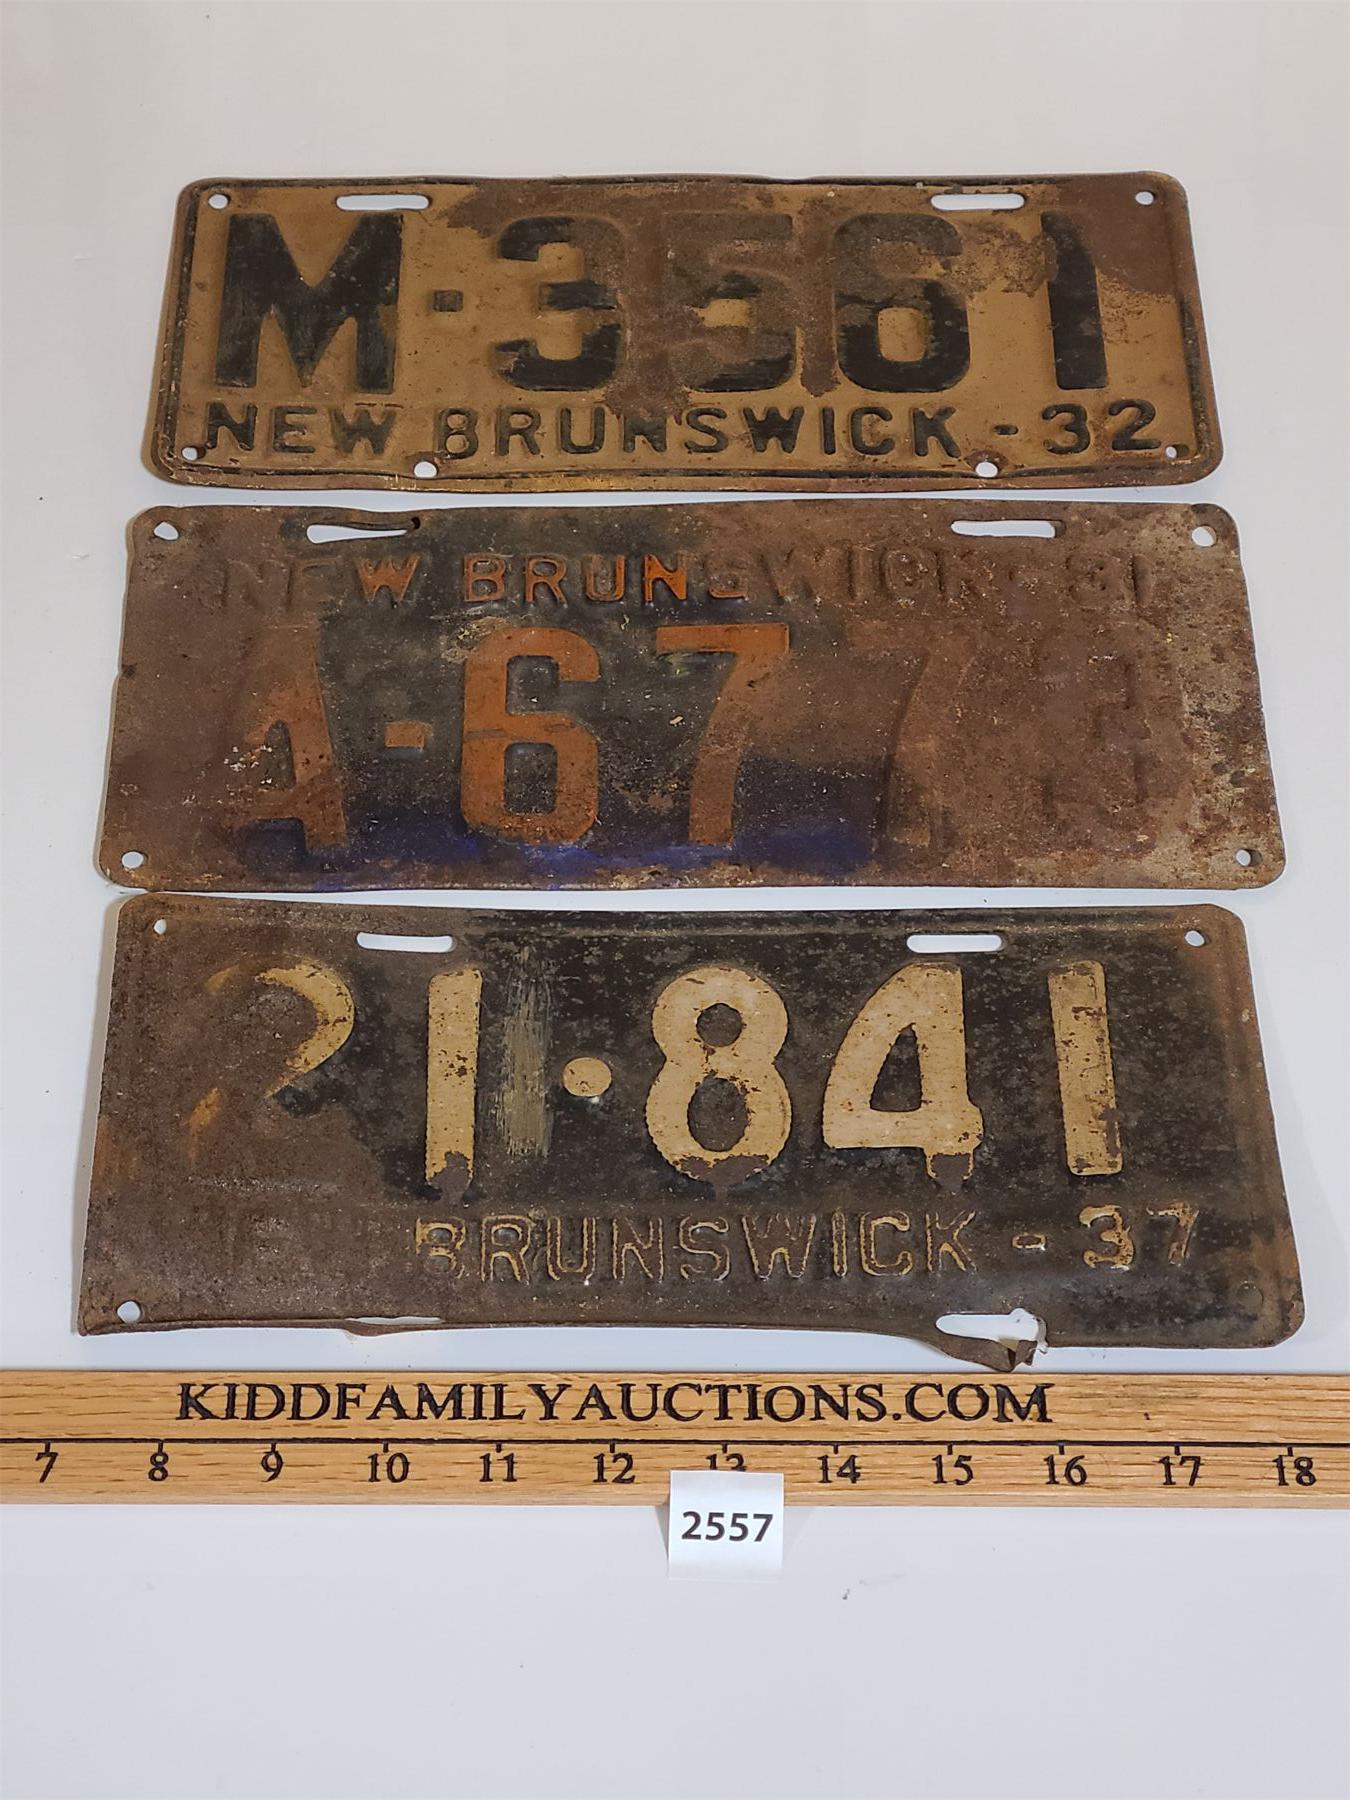 M-3561
NEW BRUNSWICK - 32
NEW BRUNSWICK - 31
A-6773
21·841
BRUNSWICK - 37
KIDDFAMILYAUCTIONS.COM
7 8 9 10 11 12 13 14 15 16 17 18
2557